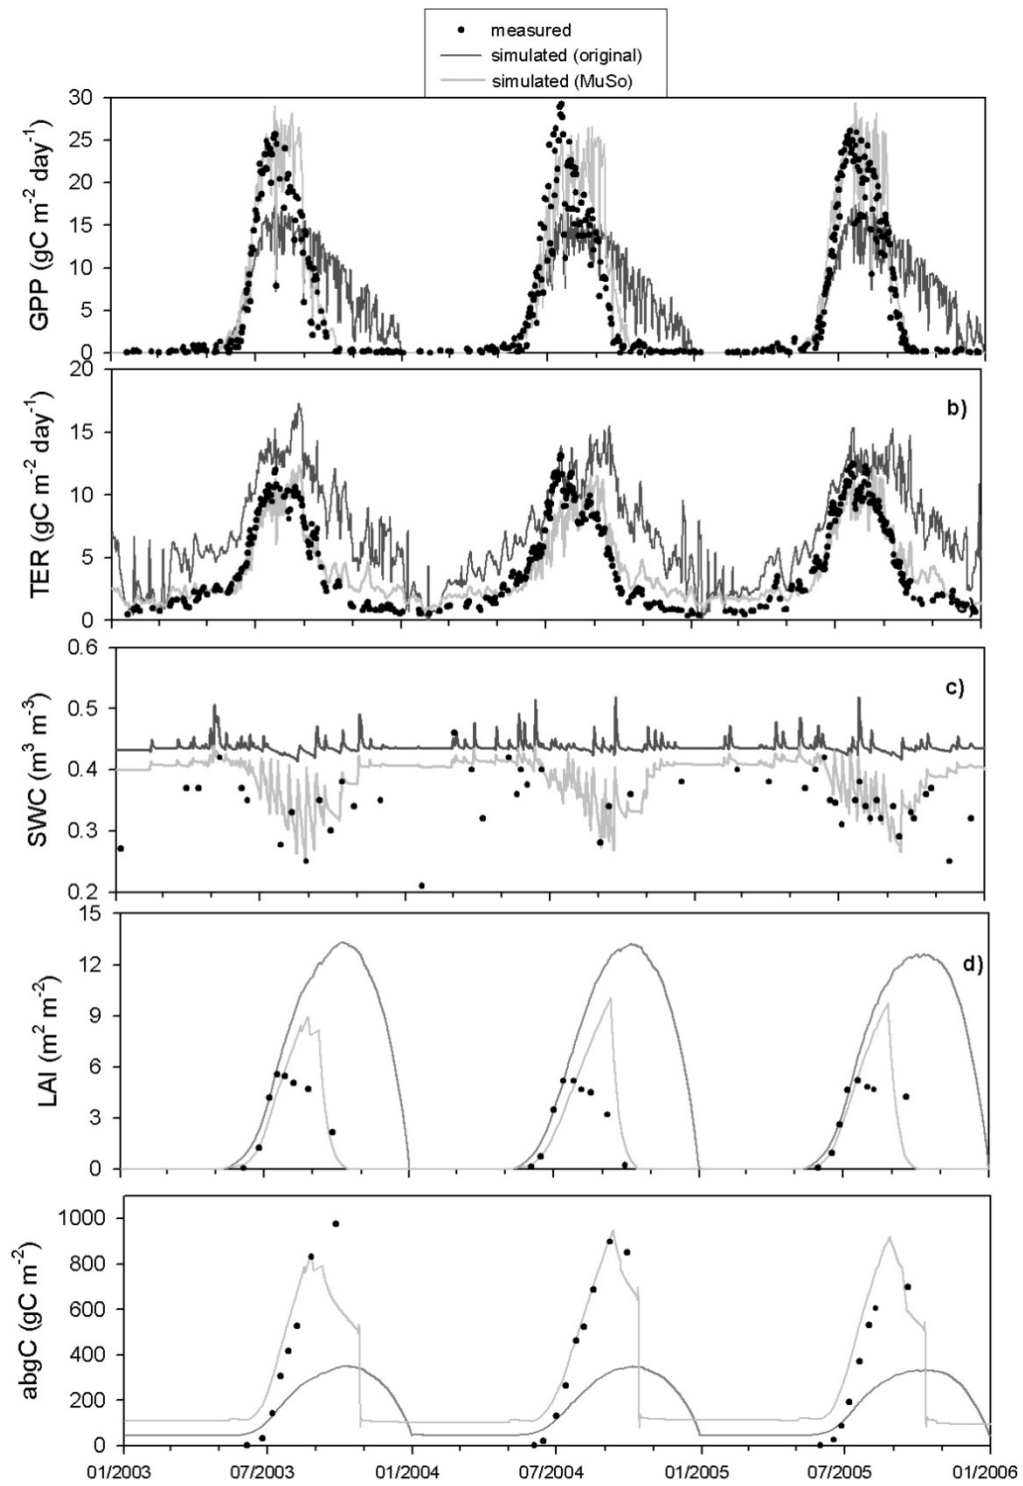 measured
simulated (original)
simulated (MuSo)
30
25
20
15
10
5
0
GPP (gC m⁻² day⁻¹)
20
15
10
5
0
TER (gC m⁻² day⁻¹)
b)
0.6
0.5
0.4
0.3
0.2
SWC (m³ m⁻³)
c)
15
12
9
6
3
0
LAI (m² m⁻²)
d)
1000
800
600
400
200
0
abgC (gC m⁻²)
01/2003 07/2003 01/2004 07/2004 01/2005 07/2005 01/2006